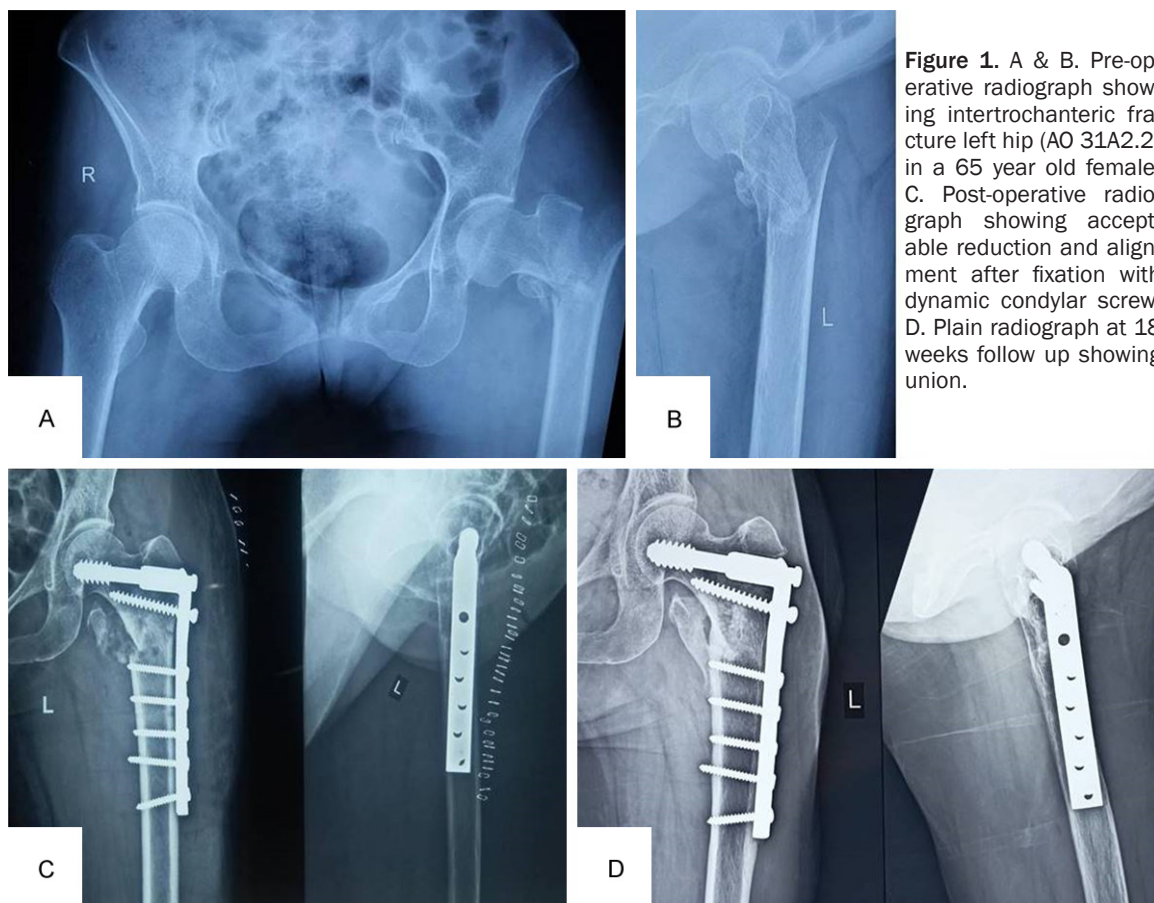 R
A
L
B
Figure 1. A & B. Pre-op-
erative radiograph show-
ing intertrochanteric fra-
cture left hip (AO 31A2.2
in a 65 year old female
C. Post-operative radio-
graph showing accept-
able reduction and align-
ment after fixation with
dynamic condylar screw
D. Plain radiograph at 18
weeks follow up showing
union.
L
L
C
L
D